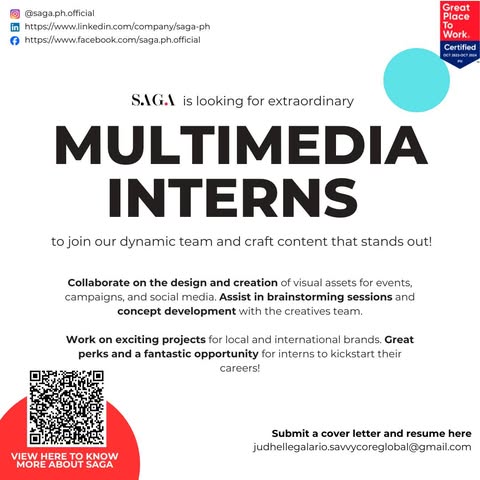 @saga.ph.official
https://www.linkedin.com/company/saga-ph
https://www.facebook.com/saga.ph.official
Great
Place
To
Work.
Certified
OCT 2023-OCT 2024
PH
SAGA is looking for extraordinary
MULTIMEDIA
INTERNS
to join our dynamic team and craft content that stands out!
Collaborate on the design and creation of visual assets for events,
campaigns, and social media. Assist in brainstorming sessions and
concept development with the creatives team.
Work on exciting projects for local and international brands. Great
perks and a fantastic opportunity for interns to kickstart their
careers!
VIEW HERE TO KNOW
MORE ABOUT SAGA
Submit a cover letter and resume here
judhellegalario.savvycoreglobal@gmail.com